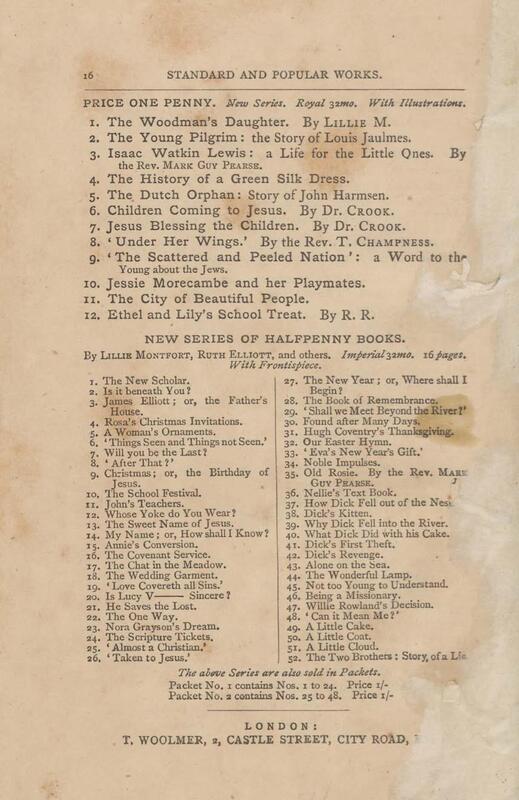 16 STANDARD AND POPULAR WORKS.
PRICE ONE PENNY. New Series. Royal 32mo. With Illustrations.
1. The Woodman's Daughter. By LILLIE M.
2. The Young Pilgrim: the Story of Louis Jaulmes.
3. Isaac Watkin Lewis: a Life for the Little Ones. By
the Rev. MARK GUY PEARSE.
4. The History of a Green Silk Dress.
5. The Dutch Orphan: Story of John Harmsen.
6. Children Coming to Jesus. By Dr. CROOK.
7. Jesus Blessing the Children. By Dr. CROOK.
8. 'Under Her Wings.' By the Rev. T. CHAMPNESS.
9. 'The Scattered and Peeled Nation': a Word to the
Young about the Jews.
10. Jessie Morecambe and her Playmates.
11. The City of Beautiful People.
12. Ethel and Lily's School Treat. By R. R.
NEW SERIES OF HALFPENNY BOOKS.
By LILLIE MONTFORT, RUTH ELLIOTT, and others. Imperial 32mo. 16 pages.
With Frontispiece.
1. The New Scholar.
2. Is it beneath You?
3. James Elliott; or, the Father's
House.
4. Rosa's Christmas Invitations.
5. A Woman's Ornaments.
6. 'Things Seen and Things not Seen.'
7. Will you be the Last?
8. 'After That?'
9. Christmas; or, the Birthday of
Jesus.
10. The School Festival.
11. John's Teachers.
12. Whose Yoke do You Wear?
13. The Sweet Name of Jesus.
14. My Name; or, How shall I Know?
15. Annie's Conversion.
16. The Covenant Service.
17. The Chat in the Meadow.
18. The Wedding Garment.
19. 'Love Covereth all Sins.'
20. Is Lucy V—— Sincere?
21. He Saves the Lost.
22. The One Way.
23. Nora Grayson's Dream.
24. The Scripture Tickets.
25. 'Almost a Christian.'
26. 'Taken to Jesus.'
27. The New Year; or, Where shall I
Begin?
28. The Book of Remembrance.
29. 'Shall we Meet Beyond the River?'
30. Found after Many Days.
31. Hugh Coventry's Thanksgiving.
32. Our Easter Hymn.
33. 'Eva's New Year's Gift.'
34. Noble Impulses.
35. Old Rosie. By the Rev. MARK
GUY PEARSE.
36. Nellie's Text Book.
37. How Dick Fell out of the Nest
38. Dick's Kitten.
39. Why Dick Fell into the River.
40. What Dick Did with his Cake.
41. Dick's First Theft.
42. Dick's Revenge.
43. Alone on the Sea.
44. The Wonderful Lamp.
45. Not too Young to Understand.
46. Being a Missionary.
47. Willie Rowland's Decision.
48. 'Can it Mean Me?'
49. A Little Cake.
50. A Little Coat.
51. A Little Cloud.
52. The Two Brothers: Story of a
The above Series are also sold in Packets.
Packet No. 1 contains Nos. 1 to 24. Price 1/-
Packet No. 2 contains Nos. 25 to 48. Price 1/-
LONDON:
T. WOOLMER, 2, CASTLE STREET, CITY ROAD,